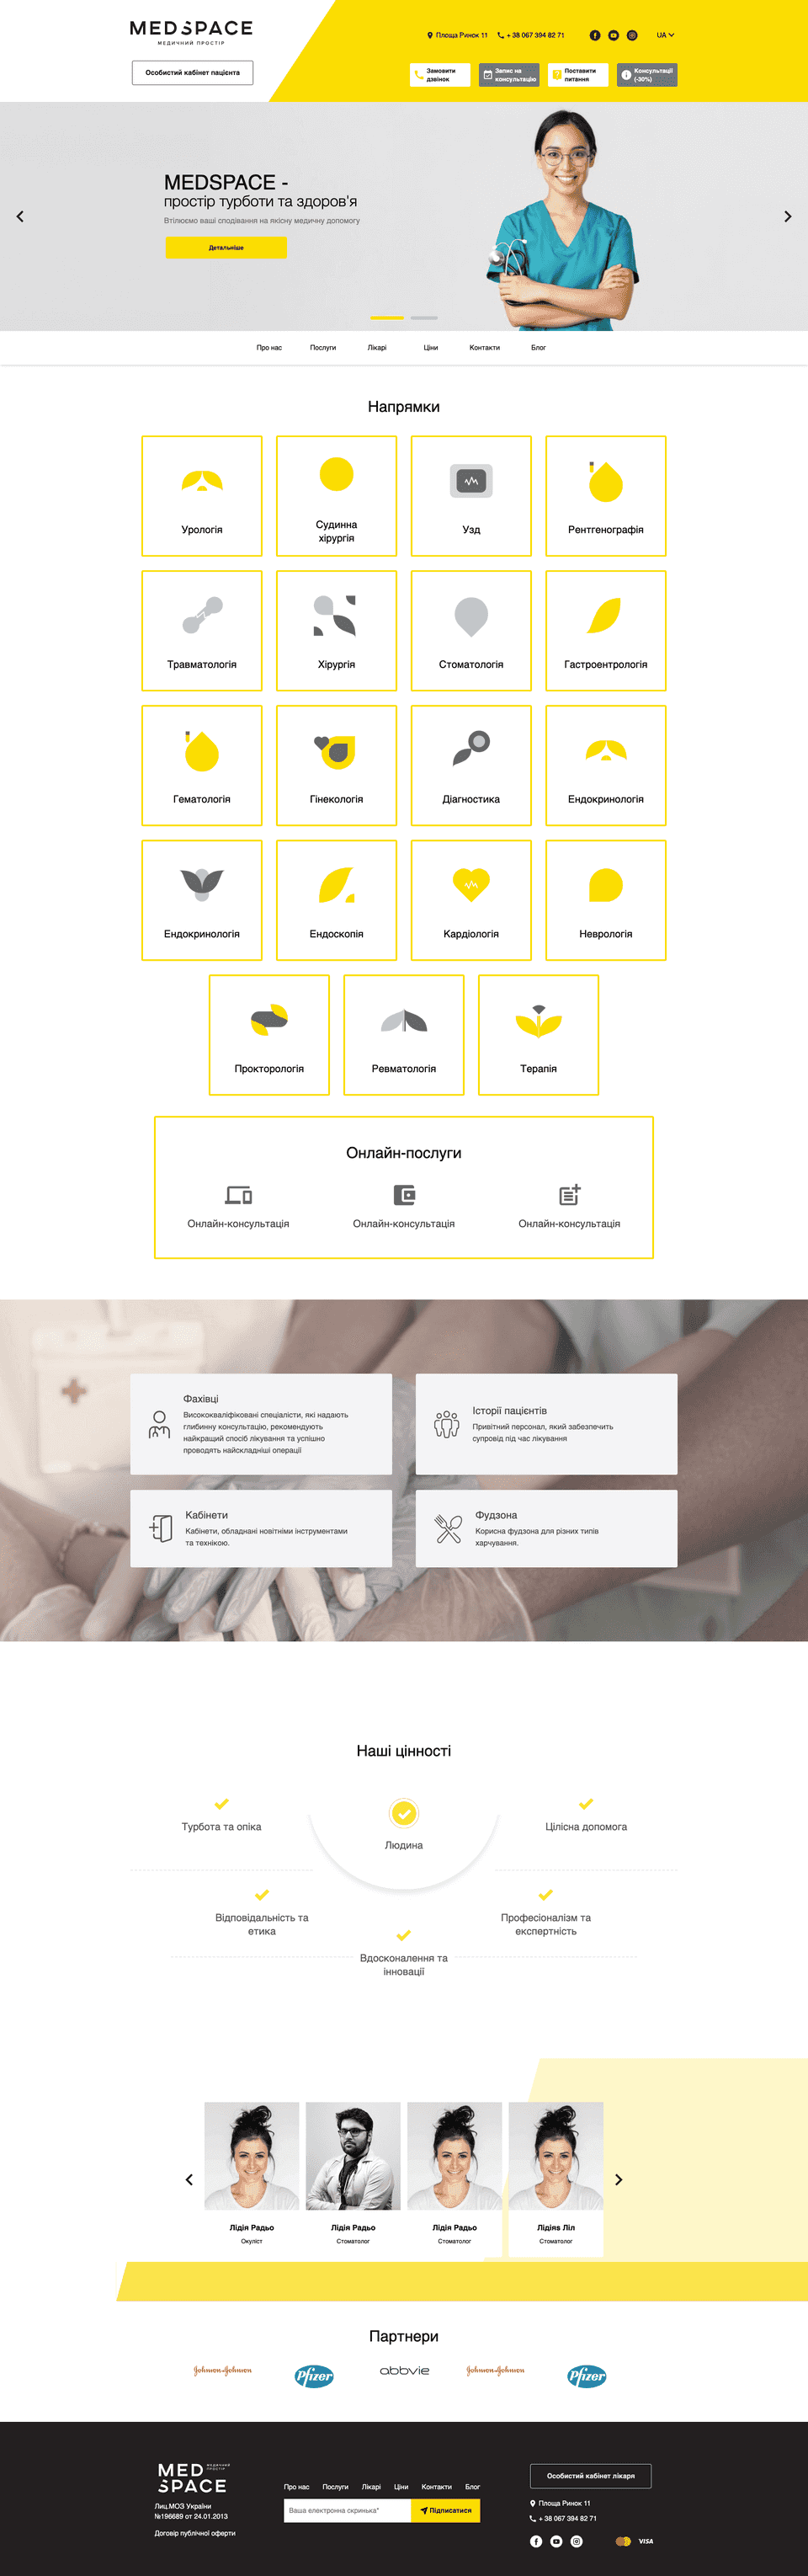 MEDSPACE
МЕДИЧНИЙ ПРОСТІР
Особистий кабінет пацієнта
Площа Ринок 11
+ 38 067 394 82 71
UA
Замовити
дзвінок
Запис на
консультацію
Поставити
питання
Консультації
(-30%)
MEDSPACE -
простір турботи та здоров'я
Втілюємо ваші сподівання на якісну медичну допомогу
Детальніше
Про нас
Послуги
Лікарі
Ціни
Контакти
Блог
Напрямки
Урологія
Судинна
хірургія
Узд
Рентгенографія
Травматологія
Хірургія
Стоматологія
Гастроентрологія
Гематологія
Гінекологія
Діагностика
Ендокринологія
Ендокринологія
Ендоскопія
Кардіологія
Неврологія
Прокторологія
Ревматологія
Терапія
Онлайн-послуги
Онлайн-консультація
Онлайн-консультація
Онлайн-консультація
Фахівці
Висококваліфіковані спеціалісти, які надають
глибинну консультацію, рекомендують
найкращий спосіб лікування та успішно
проводять найскладніші операції
Історії пацієнтів
Привітний персонал, який забезпечить
супровід під час лікування
Кабінети
Кабінети, обладнані новітніми інструментами
та технікою.
Фудзона
Корисна фудзона для різних типів
харчування.
Наші цінності
Турбота та опіка
Людина
Цілісна допомога
Відповідальність та
етика
Професіоналізм та
експертність
Вдосконалення та
інновації
Лідія Радьо
Окуліст
Лідія Радьо
Стоматолог
Лідія Радьо
Стоматолог
Лідіяs Ліл
Стоматолог
Партнери
Johnson&Johnson
Pfizer
abbvie
Johnson&Johnson
Pfizer
MED
МЕДИЧНИЙ
ПРОСТІР
SPACE
Лиц.МОЗ України
№196689 от 24.01.2013
Договір публічної оферти
Про нас
Послуги
Лікарі
Ціни
Контакти
Блог
Ваша електронна скринька*
Підписатися
Особистий кабінет лікаря
Площа Ринок 11
+ 38 067 394 82 71
VISA